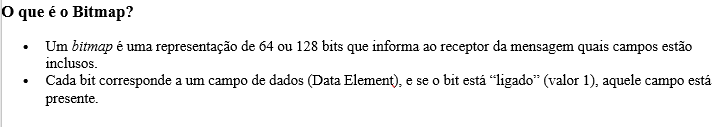 O que é o Bitmap?
• Um bitmap é uma representação de 64 ou 128 bits que informa ao receptor da mensagem quais campos estão
inclusos.
• Cada bit corresponde a um campo de dados (Data Element), e se o bit está “ligado” (valor 1), aquele campo está
presente.